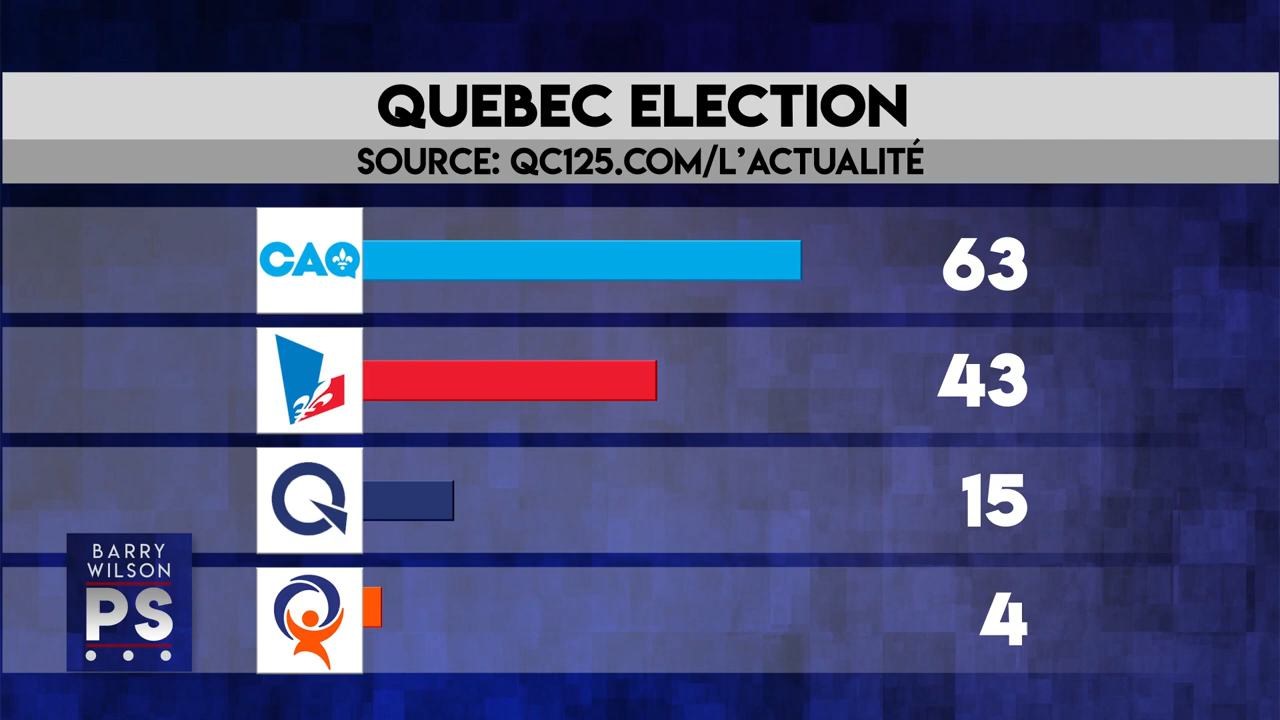 QUEBEC ELECTION
SOURCE: QC125.COM/L'ACTUALITÉ
CAQ 63
43
15
4
BARRY
WILSON
PS